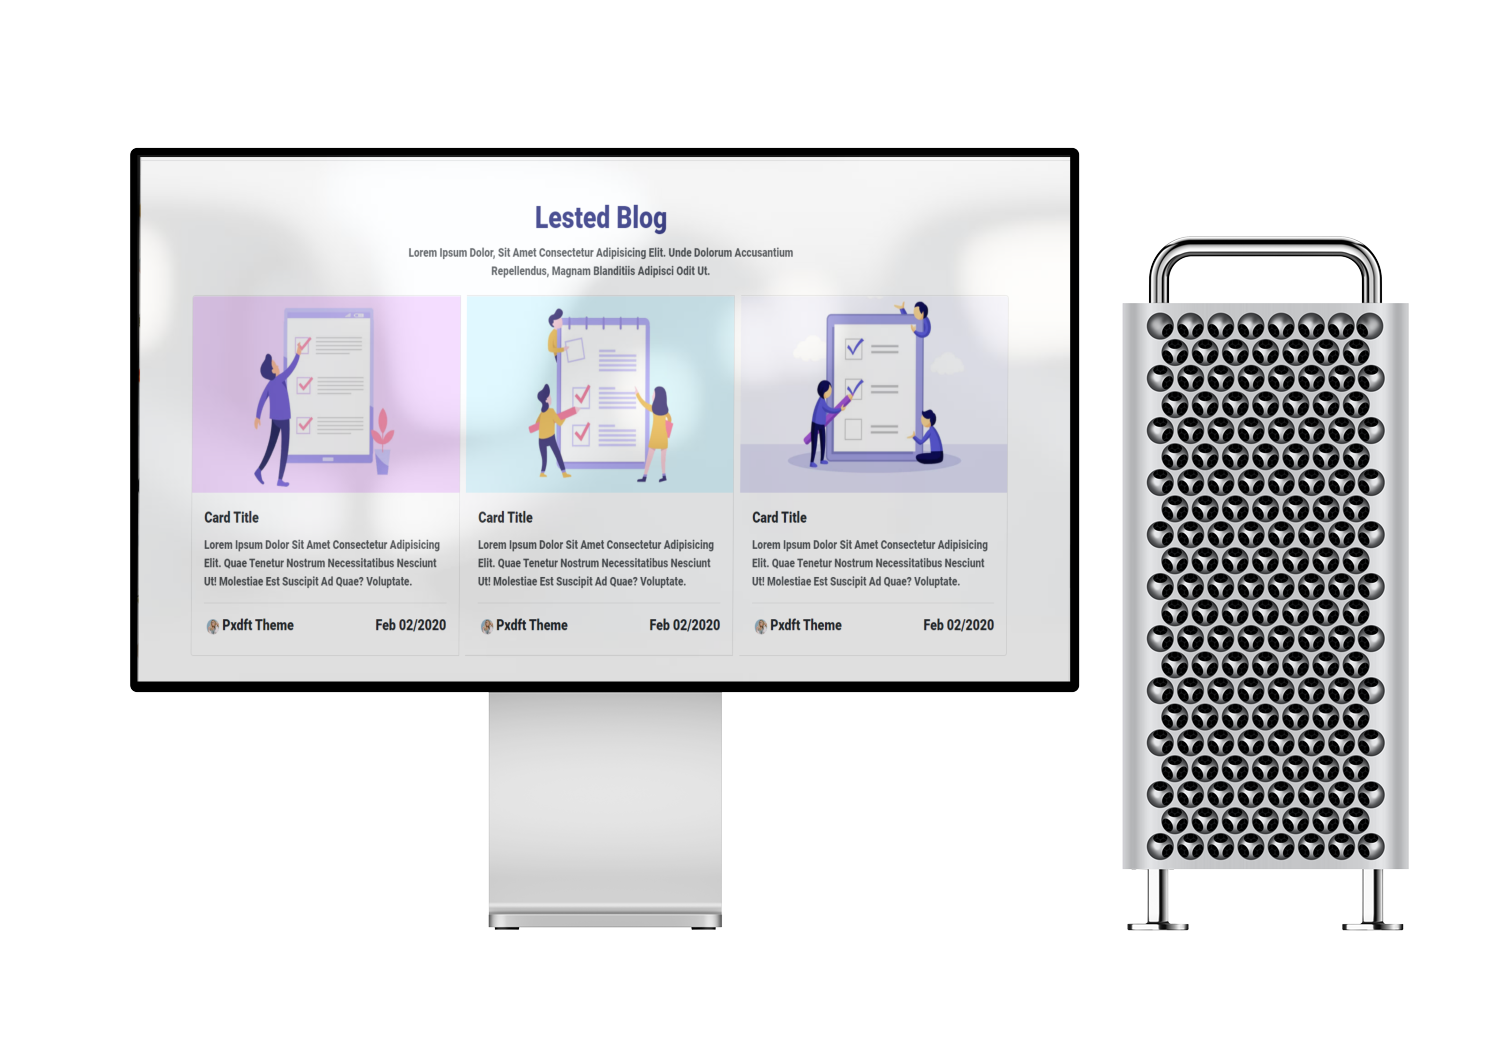 Lested Blog
Lorem Ipsum Dolor, Sit Amet Consectetur Adipisicing Elit. Unde Dolorum Accusantium
Repellendus, Magnam Blanditiis Adipisci Odit Ut.
Card Title
Lorem Ipsum Dolor Sit Amet Consectetur Adipisicing
Elit. Quae Tenetur Nostrum Necessitatibus Nesciunt
Ut! Molestiae Est Suscipit Ad Quae? Voluptate.
Pxdft Theme Feb 02/2020
Card Title
Lorem Ipsum Dolor Sit Amet Consectetur Adipisicing
Elit. Quae Tenetur Nostrum Necessitatibus Nesciunt
Ut! Molestiae Est Suscipit Ad Quae? Voluptate.
Pxdft Theme Feb 02/2020
Card Title
Lorem Ipsum Dolor Sit Amet Consectetur Adipisicing
Elit. Quae Tenetur Nostrum Necessitatibus Nesciunt
Ut! Molestiae Est Suscipit Ad Quae? Voluptate.
Pxdft Theme Feb 02/2020